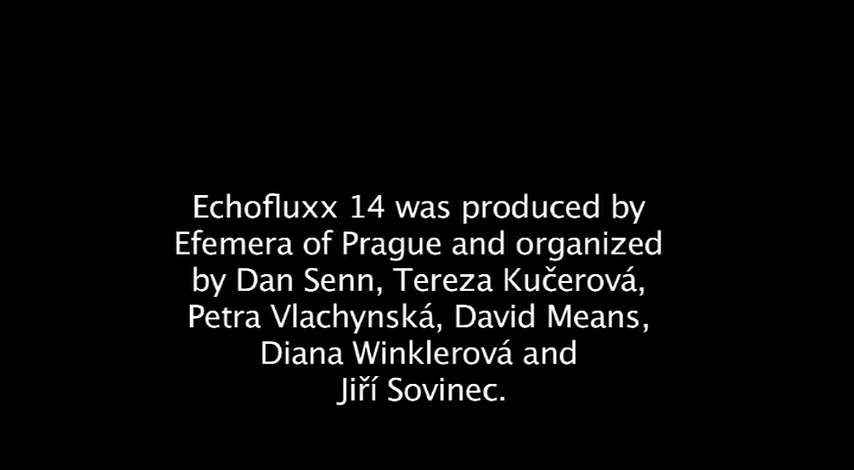 Echofluxx 14 was produced by
Efemera of Prague and organized
by Dan Senn, Tereza Kučerová,
Petra Vlachynská, David Means,
Diana Winklerová and
Jiří Sovinec.